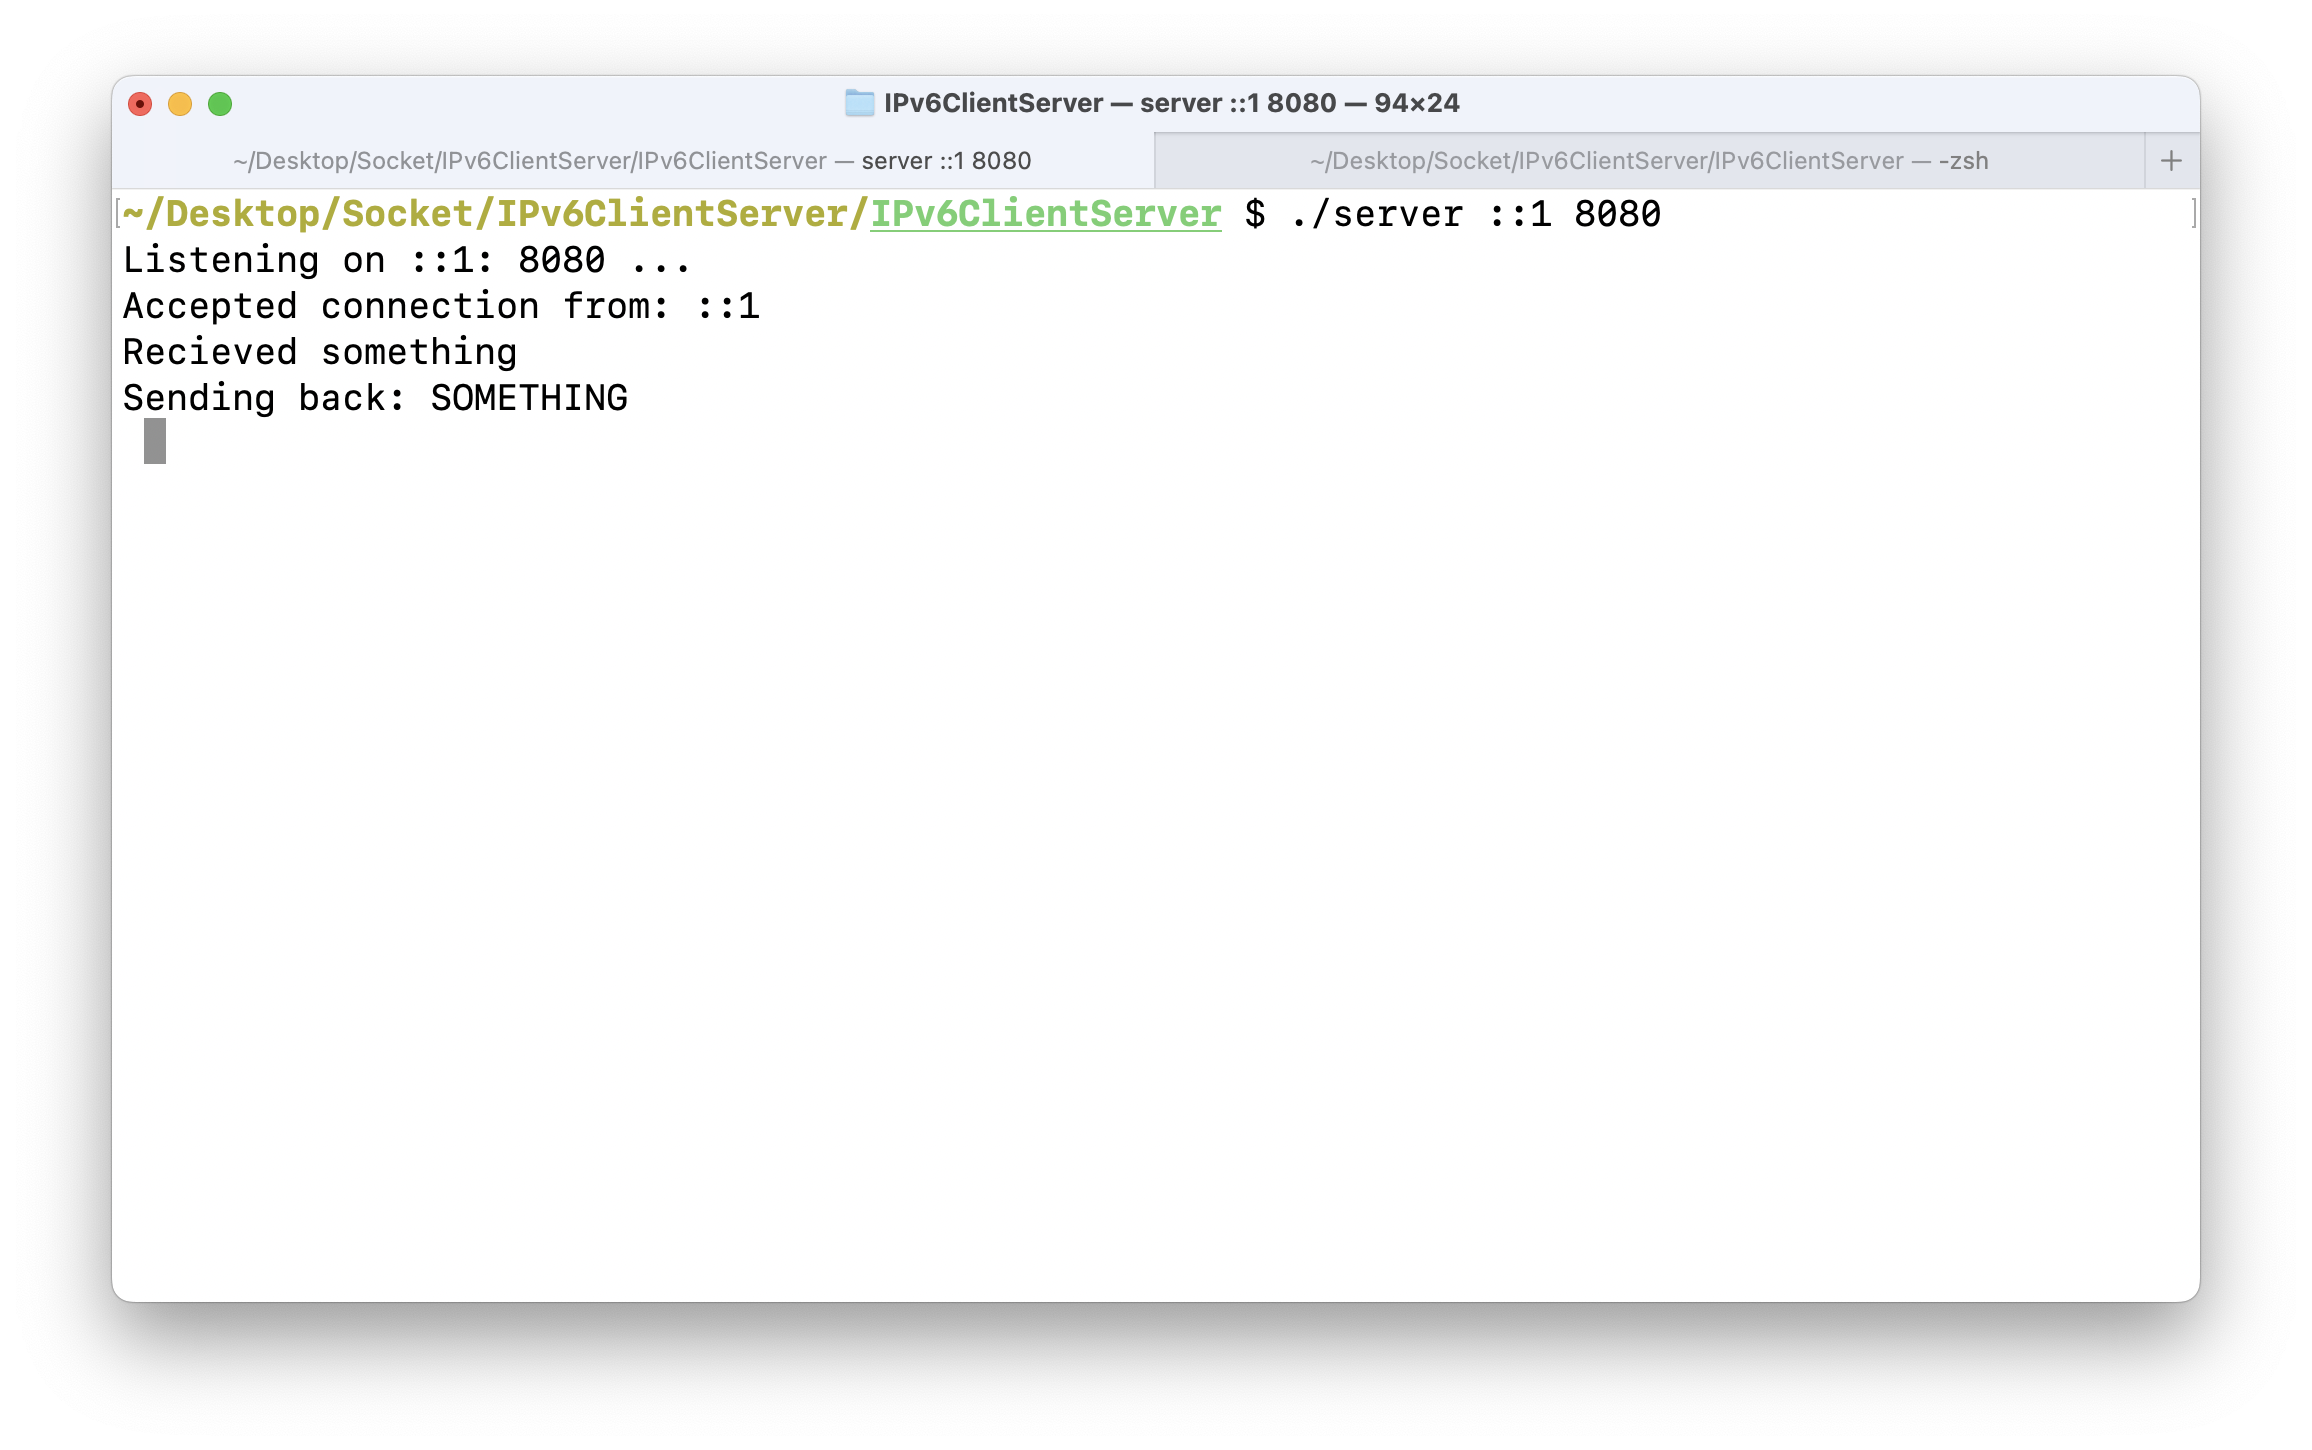 IPv6ClientServer — server ::1 8080 — 94×24
~/Desktop/Socket/IPv6ClientServer/IPv6ClientServer — server ::1 8080
~/Desktop/Socket/IPv6ClientServer/IPv6ClientServer — -zsh
+
[~/Desktop/Socket/IPv6ClientServer/IPv6ClientServer $ ./server ::1 8080 ]
Listening on ::1: 8080 ...
Accepted connection from: ::1
Recieved something
Sending back: SOMETHING